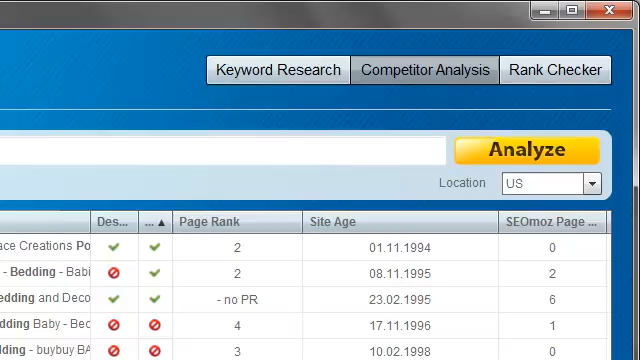 Keyword Research Competitor Analysis Rank Checker
Analyze
Location US
Des... ... ▲ Page Rank Site Age SEOmoz Page ...
ace Creations Po 2 01.11.1994 0
- Bedding - Babi 2 08.11.1995 2
edding and Deco - no PR 23.02.1995 6
dding Baby - Bed 4 17.11.1996 1
Bedding - buybuy BA 3 10.02.1998 0